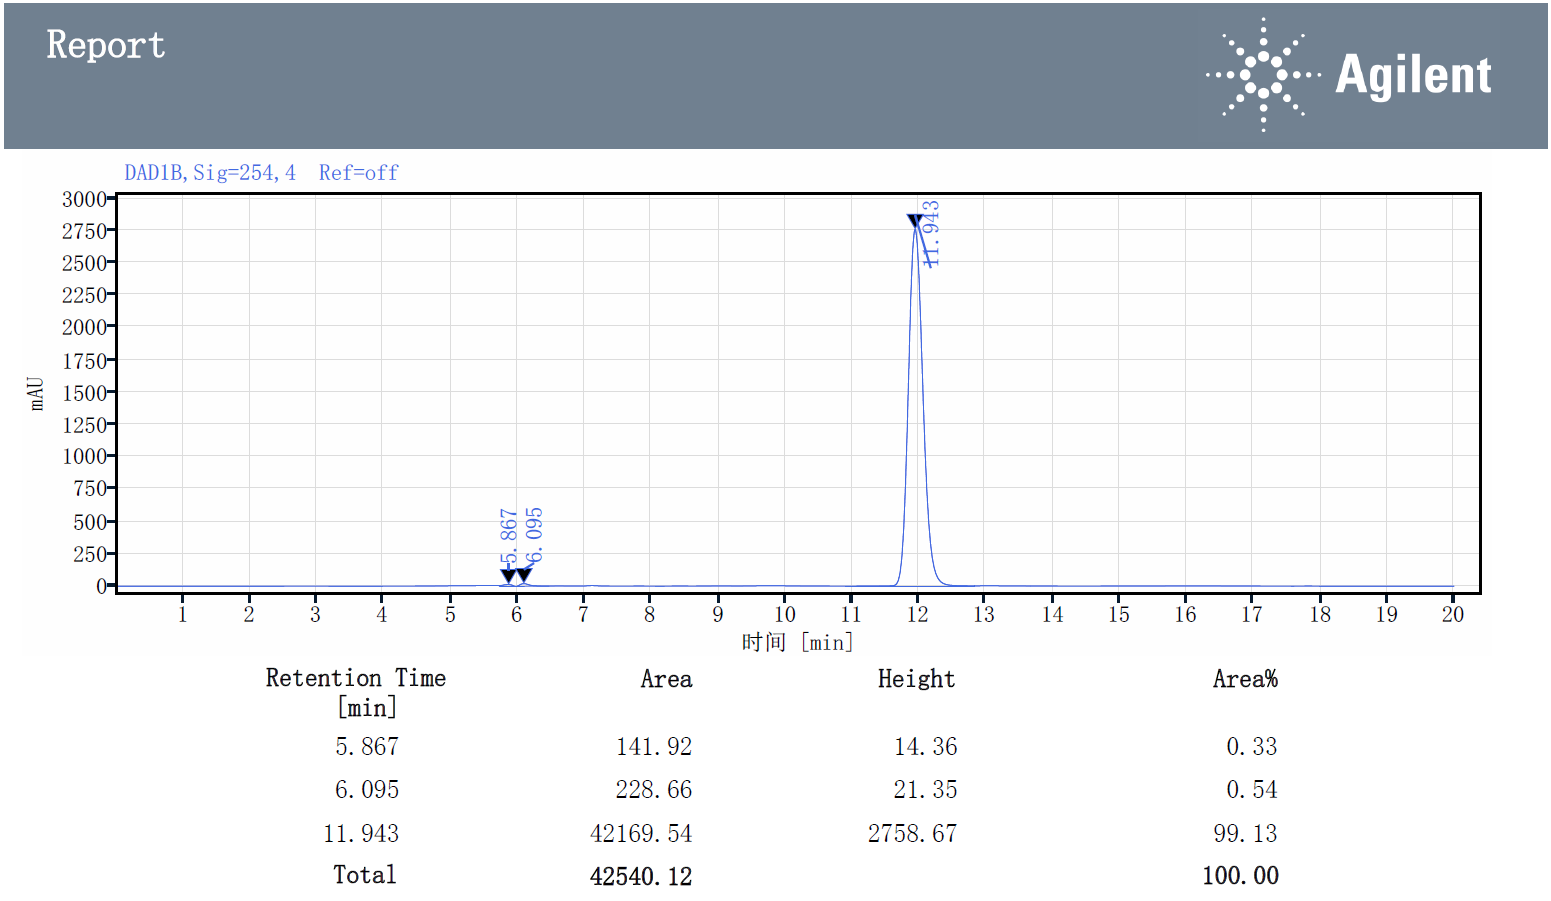 Report
Agilent
DAD1B,Sig=254,4  Ref=off
3000
2750
2500
2250
2000
1750
1500
1250
1000
750
500
250
0
mAU
5.867
6.095
11.943
1 2 3 4 5 6 7 8 9 10 11 12 13 14 15 16 17 18 19 20
时间 [min]
Retention Time Area Height Area%
[min]
5.867 141.92 14.36 0.33
6.095 228.66 21.35 0.54
11.943 42169.54 2758.67 99.13
Total 42540.12 100.00